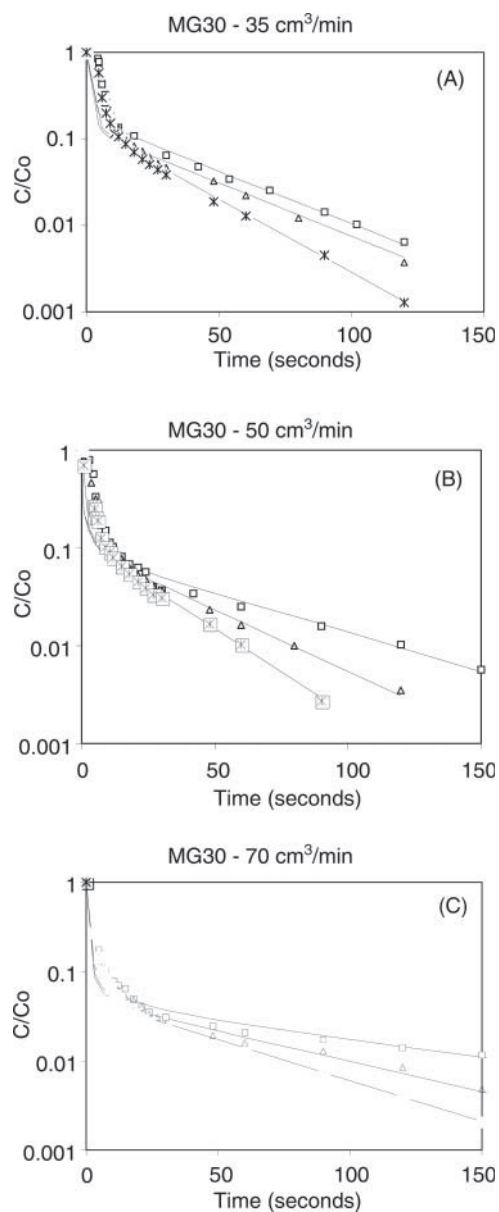 MG30 - 35 cm³/min
(A)
1
0.1
0.01
0.001
C/Co
0 50 100 150
Time (seconds)
MG30 - 50 cm³/min
(B)
1
0.1
0.01
0.001
C/Co
0 50 100 150
Time (seconds)
MG30 - 70 cm³/min
(C)
1
0.1
0.01
0.001
C/Co
0 50 100 150
Time (seconds)